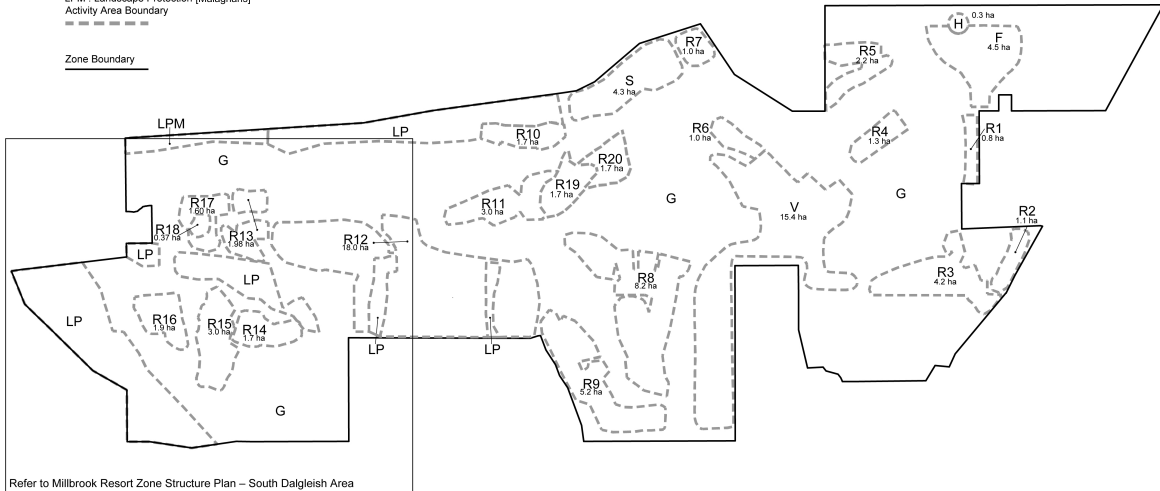 LPM : Landscape Protection [Malaghans]
Activity Area Boundary
Zone Boundary
H
0.3 ha
F
4.5 ha
R7
1.0 ha
R5
2.2 ha
S
4.3 ha
LPM
LP
R10
1.7 ha
R6
1.0 ha
R4
1.3 ha
R1
0.8 ha
G
R20
1.7 ha
R19
1.7 ha
G
G
R17
1.60 ha
R11
3.0 ha
V
15.4 ha
R18
0.37 ha
R13
1.98 ha
R12
18.0 ha
R2
1.1 ha
LP
LP
R8
8.2 ha
R3
4.2 ha
LP
R16
1.9 ha
R15
3.0 ha
R14
1.7 ha
LP
LP
R9
5.2 ha
G
Refer to Millbrook Resort Zone Structure Plan – South Dalgleish Area